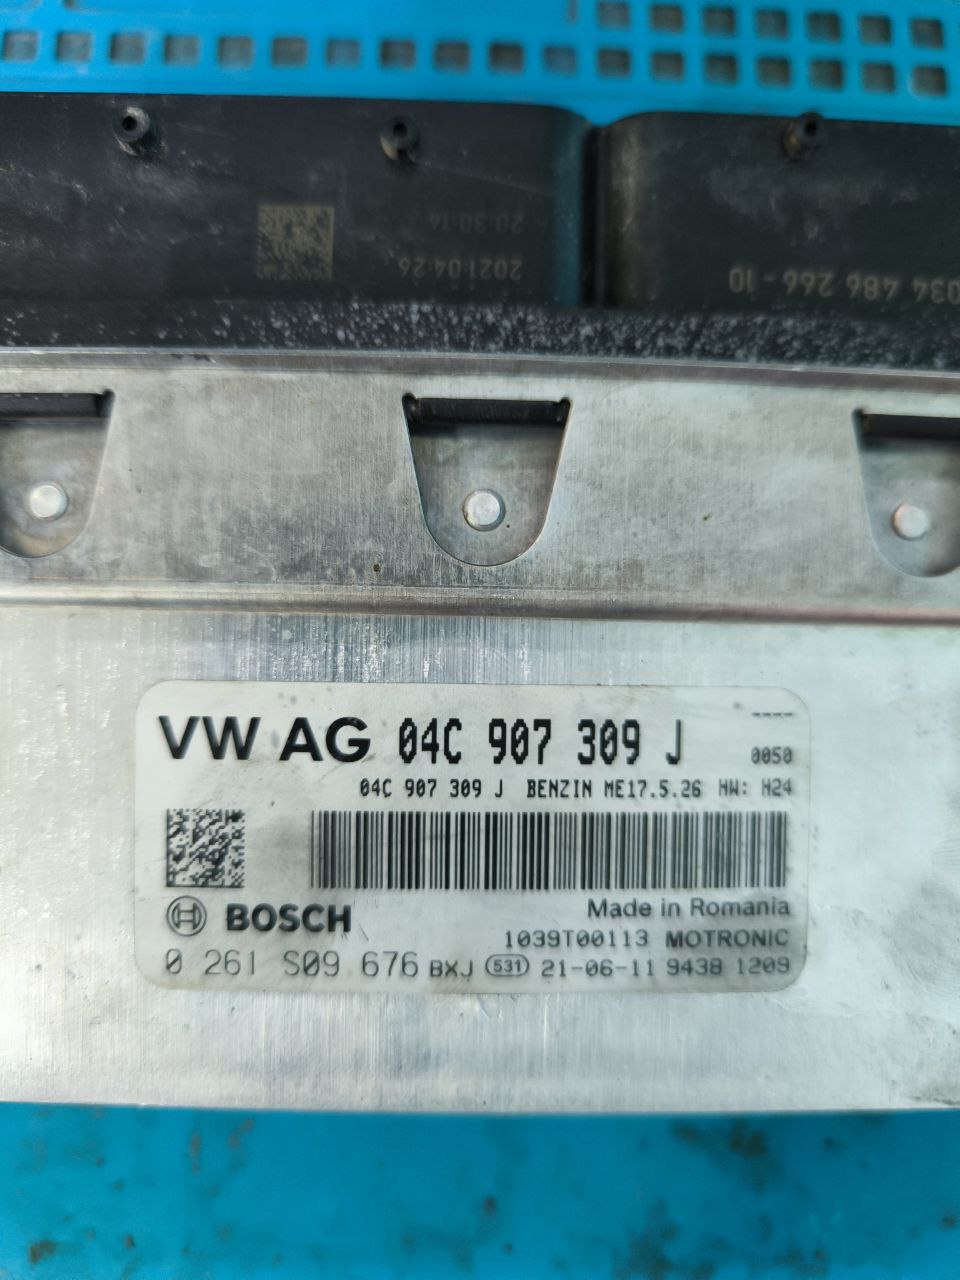 20:30:14
2021:04:26
034 486 266-10
VW AG 04C 907 309 J ----
0050
04C 907 309 J BENZIN ME17.5.26 HW: H24
BOSCH Made in Romania
1039T00113 MOTRONIC
0 261 S09 676 BXJ 531 21-06-11 9438 1209